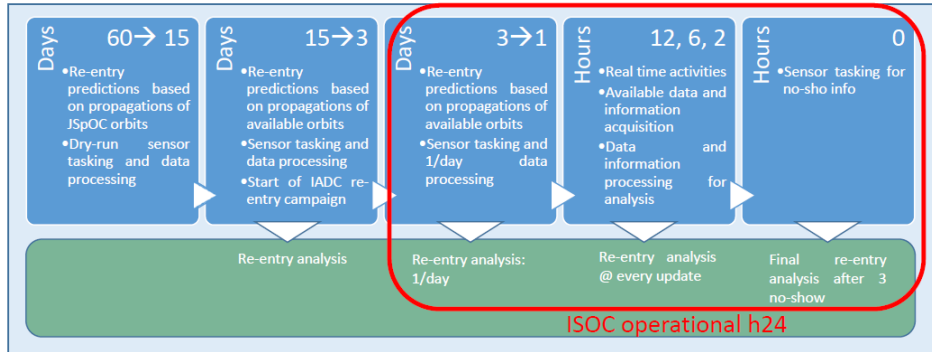 Days
60→ 15
•Re-entry
predictions based
on propagations of
JSpOC orbits
•Dry-run sensor
tasking and data
processing
Days
15→3
•Re-entry
predictions based
on propagations of
available orbits
•Sensor tasking and
data processing
•Start of IADC re-
entry campaign
Days
3→1
•Re-entry
predictions based
on propagations of
available orbits
•Sensor tasking and
1/day data
processing
Hours
12, 6, 2
•Real time activities
•Available data and
information
acquisition
•Data and
information
processing for
analysis
Hours
0
•Sensor tasking for
no-sho info
Re-entry analysis
Re-entry analysis:
1/day
Re-entry analysis
@ every update
Final re-entry
analysis after 3
no-show
ISOC operational h24